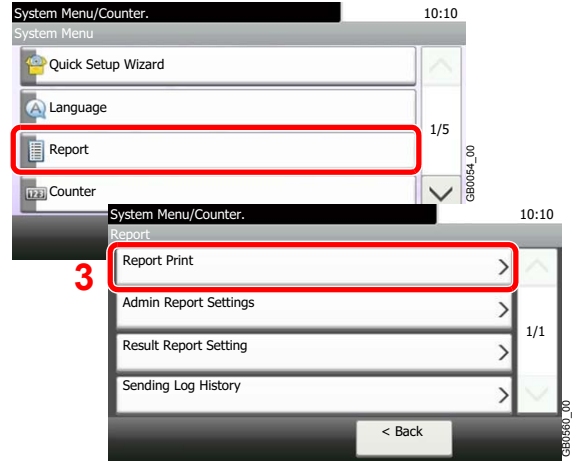 System Menu/Counter. 10:10
System Menu
Quick Setup Wizard
Language
1/5
Report
Counter
GB0054_00
System Menu/Counter. 10:10
Report
3
Report Print
Admin Report Settings
1/1
Result Report Setting
Sending Log History
< Back
GB0560_00